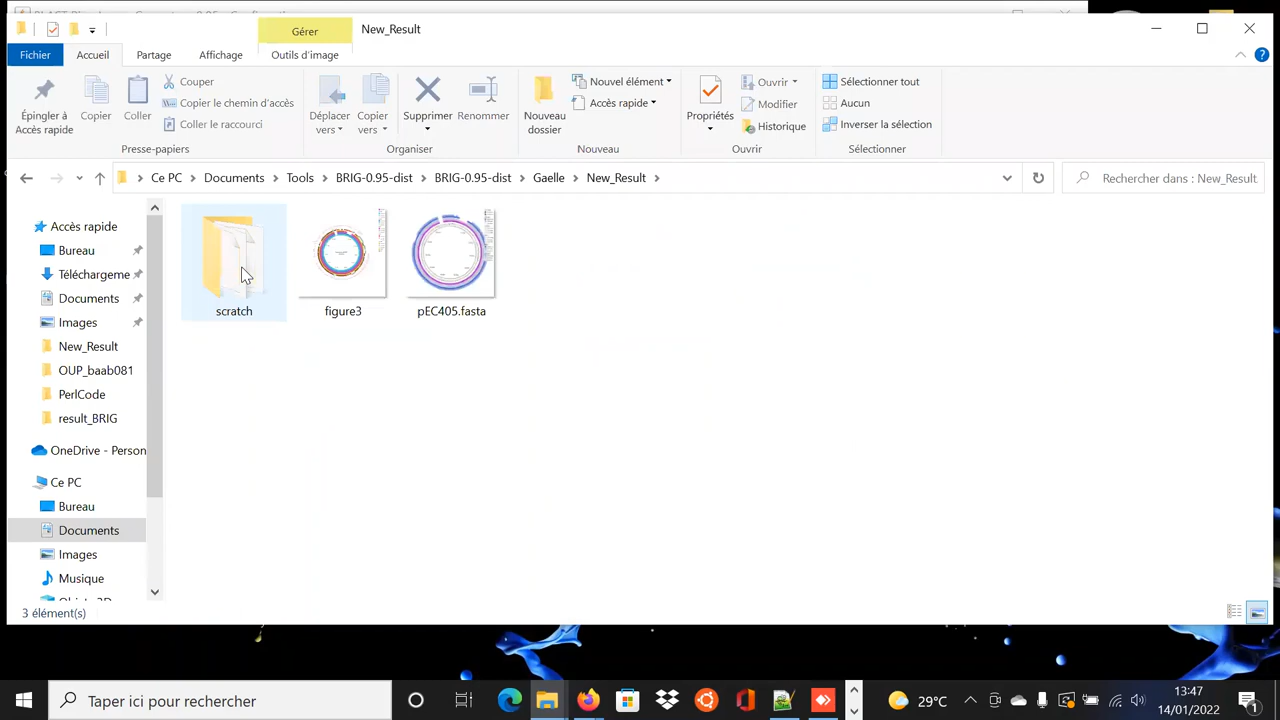 Gérer
New_Result
Fichier
Accueil
Partage
Affichage
Outils d'image
Épingler à
Accès rapide
Copier
Coller
Couper
Copier le chemin d'accès
Coller le raccourci
Presse-papiers
Déplacer
vers
Copier
vers
Supprimer
Renommer
Organiser
Nouveau
dossier
Nouvel élément
Accès rapide
Nouveau
Propriétés
Ouvrir
Modifier
Historique
Ouvrir
Sélectionner tout
Aucun
Inverser la sélection
Sélectionner
Ce PC
Documents
Tools
BRIG-0.95-dist
BRIG-0.95-dist
Gaelle
New_Result
Rechercher dans : New_Result
Accès rapide
Bureau
Téléchargeme
Documents
Images
New_Result
OUP_baab081
PerlCode
result_BRIG
OneDrive - Person
Ce PC
Bureau
Documents
Images
Musique
scratch
figure3
pEC405.fasta
3 élément(s)
Taper ici pour rechercher
29°C
13:47
14/01/2022
1